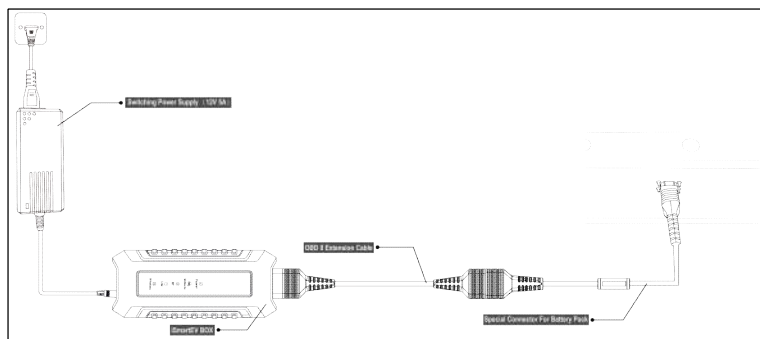 Switching Power Supply （12V 5A）
OBD II Extension Cable
iSmartEV BOX
Special Connector For Battery Pack